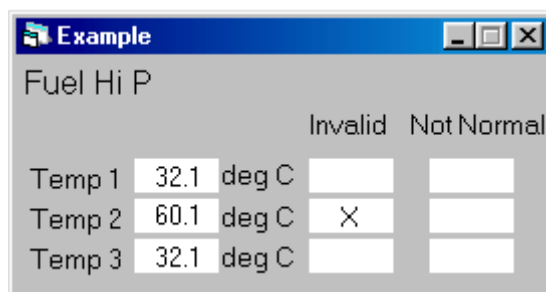 Example
Fuel Hi P
Invalid Not Normal
Temp 1 32.1 deg C
Temp 2 60.1 deg C X
Temp 3 32.1 deg C